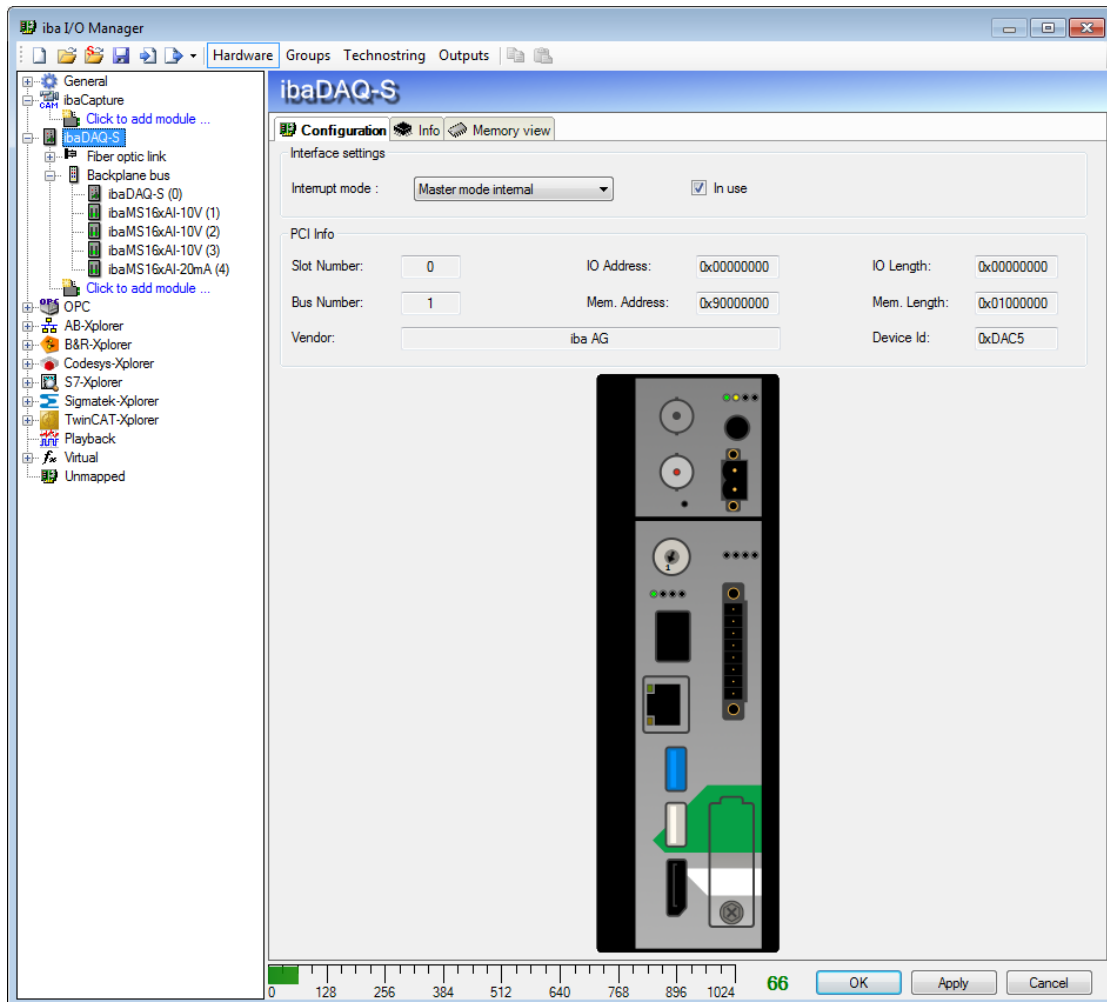 iba I/O Manager
Hardware Groups Technostring Outputs
General
ibaCapture
Click to add module ...
ibaDAQ-S
Fiber optic link
Backplane bus
ibaDAQ-S (0)
ibaMS16xAI-10V (1)
ibaMS16xAI-10V (2)
ibaMS16xAI-10V (3)
ibaMS16xAI-20mA (4)
Click to add module ...
OPC
AB-Xplorer
B&R-Xplorer
Codesys-Xplorer
S7-Xplorer
Sigmatek-Xplorer
TwinCAT-Xplorer
Playback
Virtual
Unmapped
ibaDAQ-S
Configuration Info Memory view
Interface settings
Interrupt mode : Master mode internal In use
PCI Info
Slot Number: 0 IO Address: 0x00000000 IO Length: 0x00000000
Bus Number: 1 Mem. Address: 0x90000000 Mem. Length: 0x01000000
Vendor: iba AG Device Id: 0xDAC5
1
0 128 256 384 512 640 768 896 1024 66 OK Apply Cancel